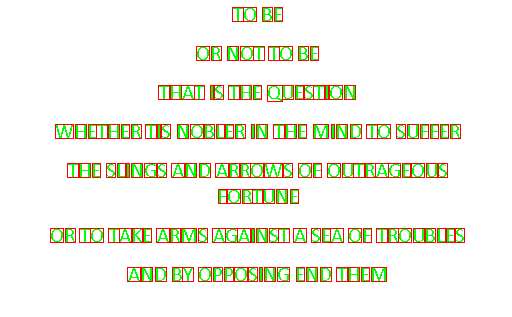 TO BE
OR NOT TO BE
THAT IS THE QUESTION
WHETHER TIS NOBLER IN THE MIND TO SUFFER
THE SLINGS AND ARROWS OF OUTRAGEOUS
FORTUNE
OR TO TAKE ARMS AGAINST A SEA OF TROUBLES
AND BY OPPOSING END THEM